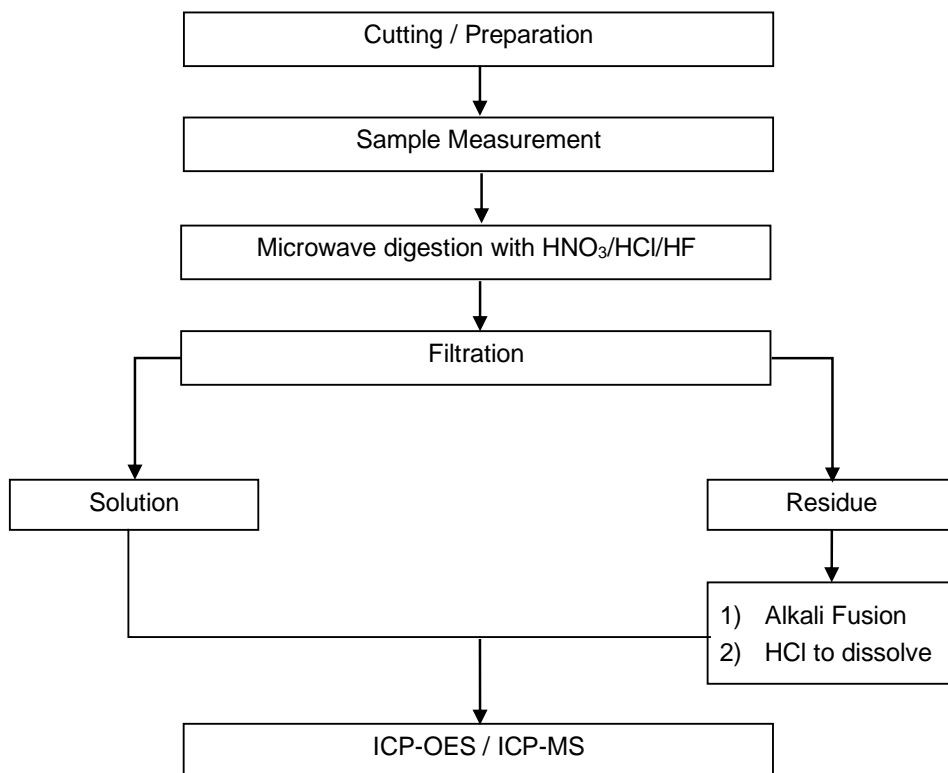 Cutting / Preparation
Sample Measurement
Microwave digestion with HNO₃/HCl/HF
Filtration
Solution
Residue
1) Alkali Fusion
2) HCl to dissolve
ICP-OES / ICP-MS